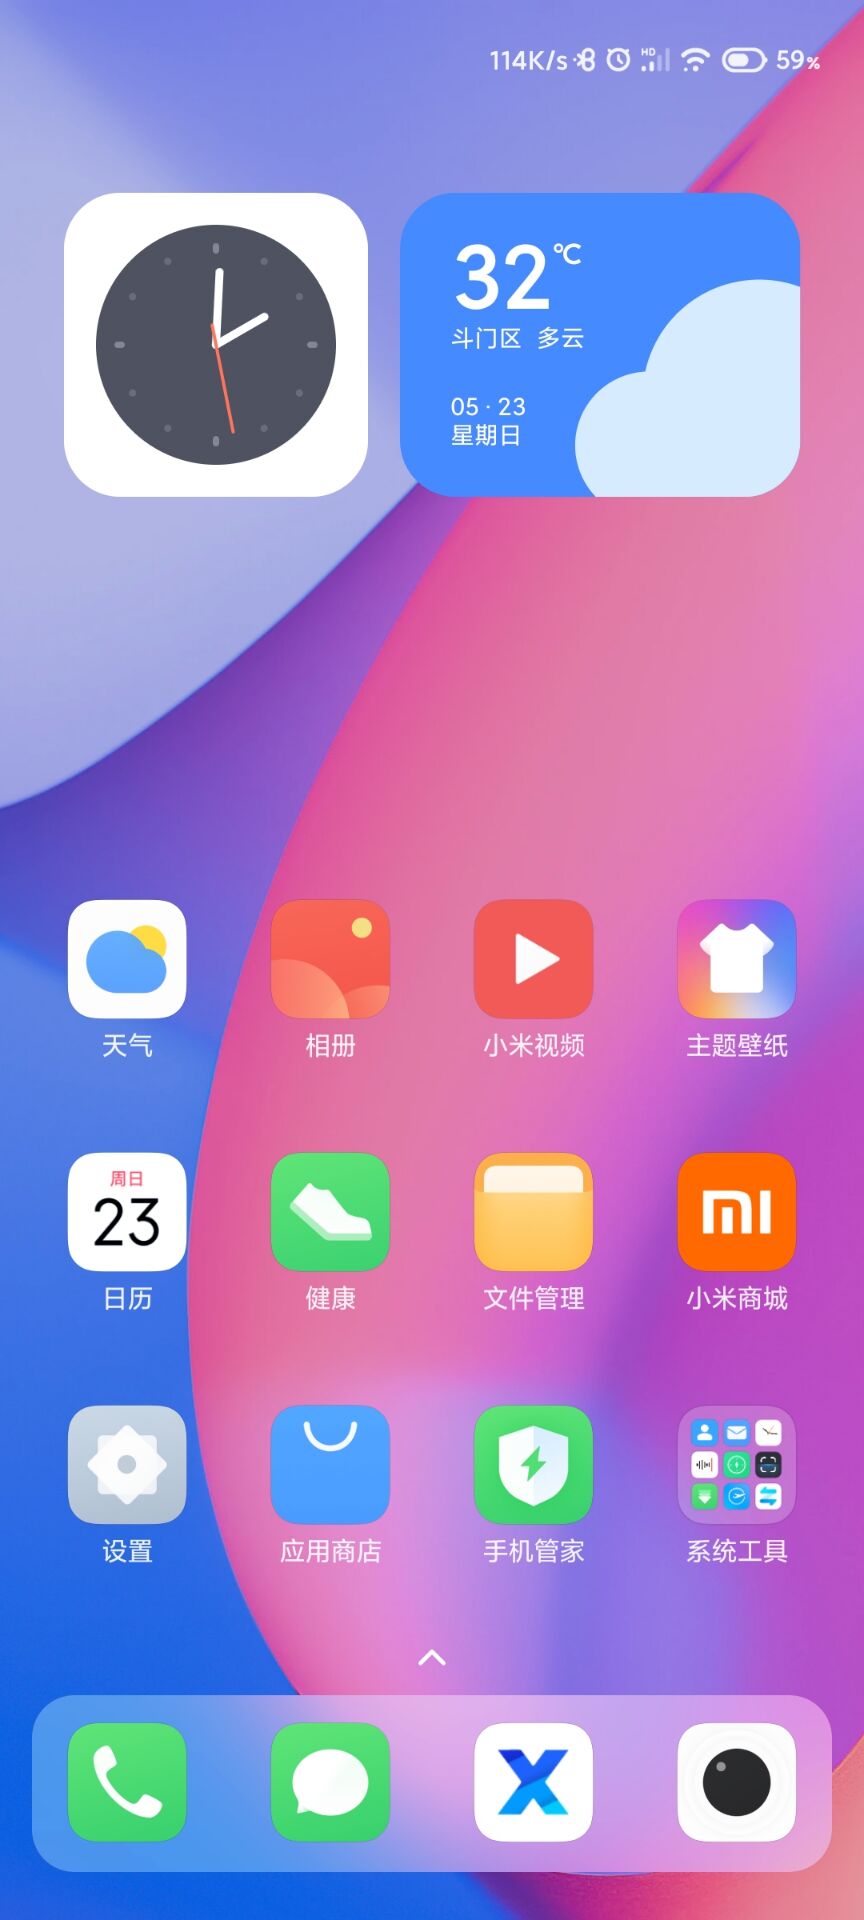 114K/s HD 59%
32℃
斗门区 多云
05 · 23
星期日
天气 相册 小米视频 主题壁纸
周日
23
mi
日历 健康 文件管理 小米商城
设置 应用商店 手机管家 系统工具